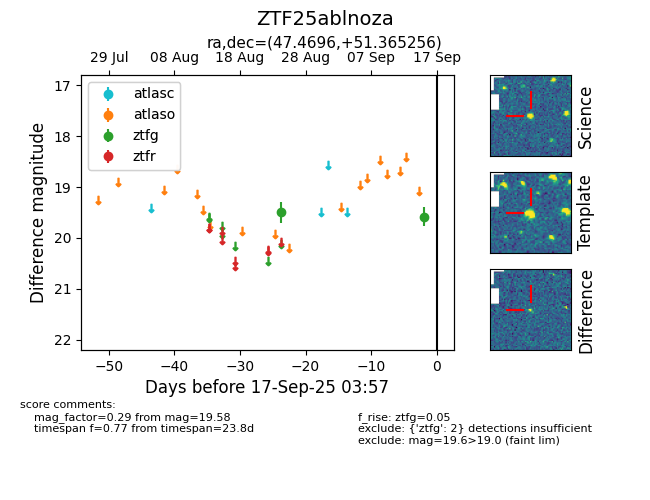 ZTF25ablnoza
ra,dec=(47.4696,+51.365256)
29 Jul 08 Aug 18 Aug 28 Aug 07 Sep 17 Sep
17
18
19
20
21
22
Difference magnitude
atlasc
atlaso
ztfg
ztfr
−50 −40 −30 −20 −10 0
Days before 17-Sep-25 03:57
Science
Template
Difference
score comments:
mag_factor=0.29 from mag=19.58
timespan f=0.77 from timespan=23.8d
f_rise: ztfg=0.05
exclude: {'ztfg': 2} detections insufficient
exclude: mag=19.6>19.0 (faint lim)